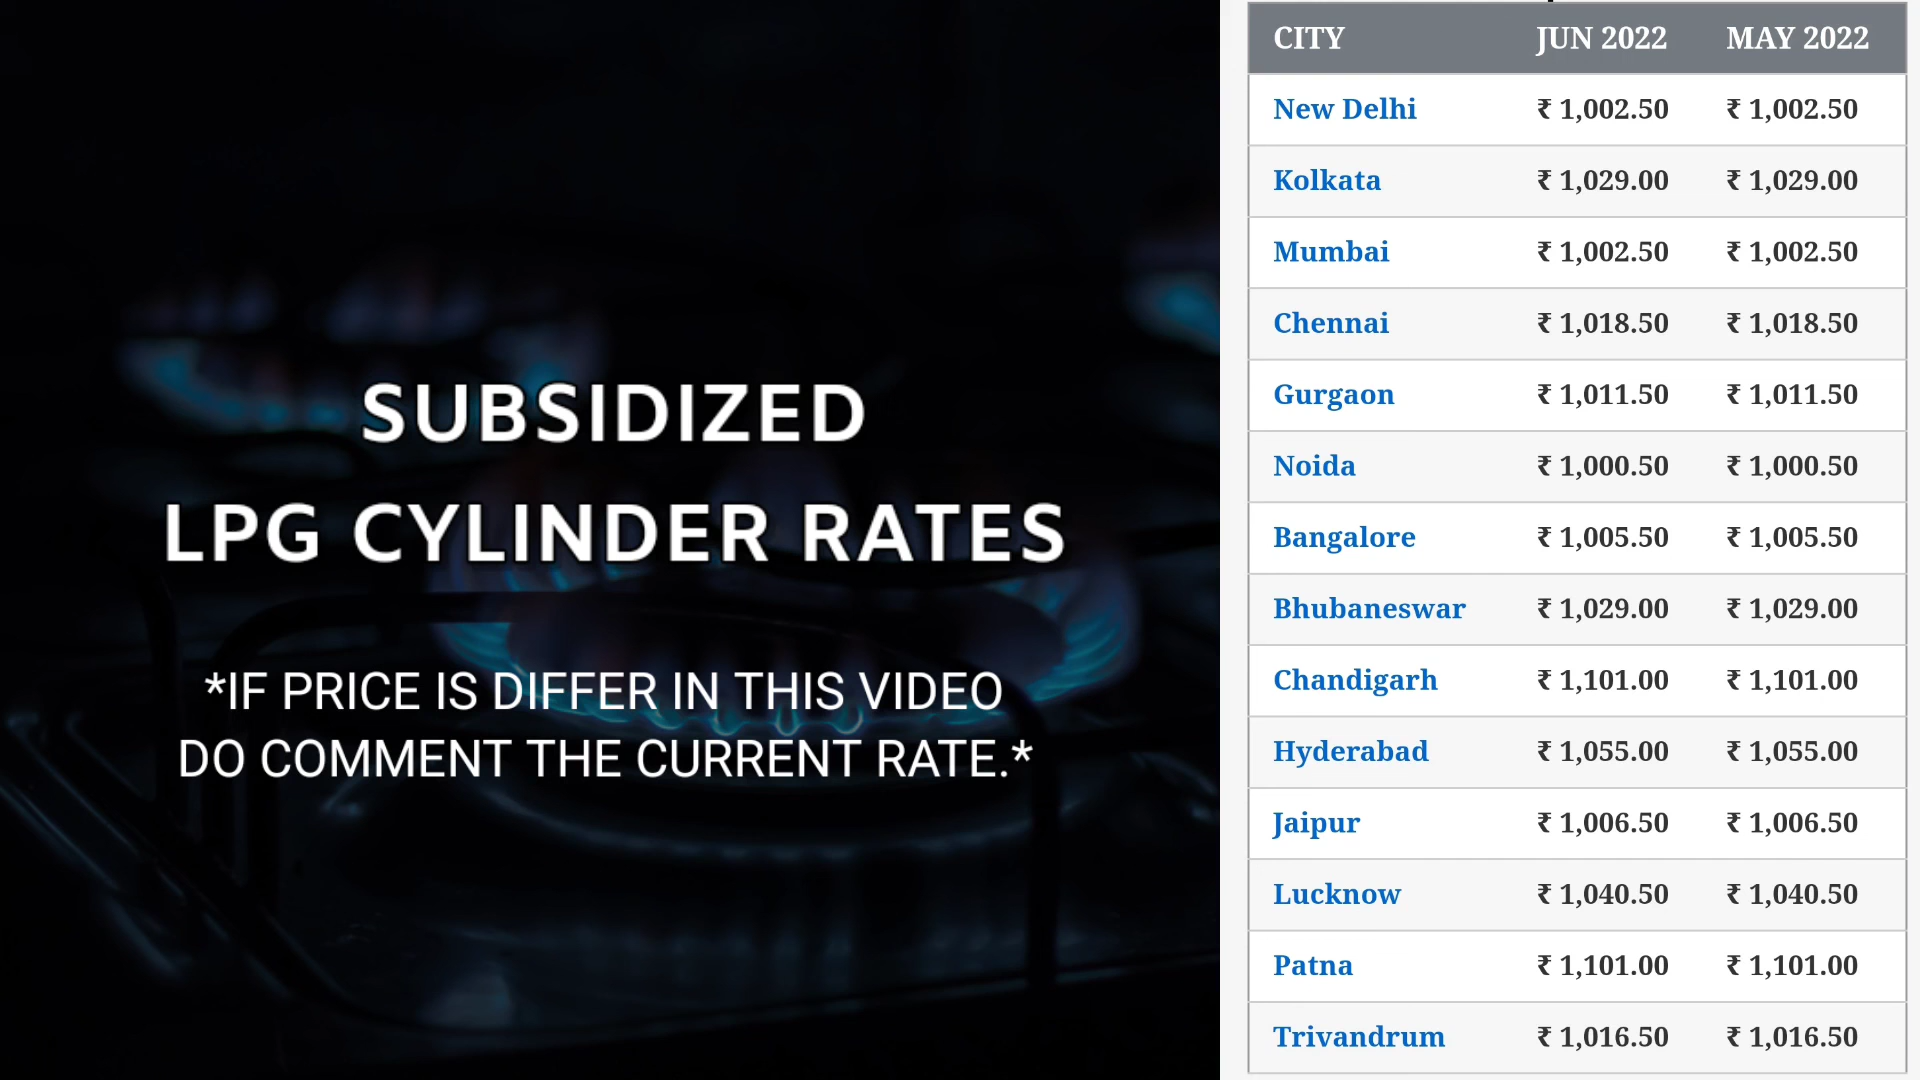 SUBSIDIZED
LPG CYLINDER RATES
*IF PRICE IS DIFFER IN THIS VIDEO
DO COMMENT THE CURRENT RATE.*
CITY JUN 2022 MAY 2022
New Delhi ₹ 1,002.50 ₹ 1,002.50
Kolkata ₹ 1,029.00 ₹ 1,029.00
Mumbai ₹ 1,002.50 ₹ 1,002.50
Chennai ₹ 1,018.50 ₹ 1,018.50
Gurgaon ₹ 1,011.50 ₹ 1,011.50
Noida ₹ 1,000.50 ₹ 1,000.50
Bangalore ₹ 1,005.50 ₹ 1,005.50
Bhubaneswar ₹ 1,029.00 ₹ 1,029.00
Chandigarh ₹ 1,101.00 ₹ 1,101.00
Hyderabad ₹ 1,055.00 ₹ 1,055.00
Jaipur ₹ 1,006.50 ₹ 1,006.50
Lucknow ₹ 1,040.50 ₹ 1,040.50
Patna ₹ 1,101.00 ₹ 1,101.00
Trivandrum ₹ 1,016.50 ₹ 1,016.50